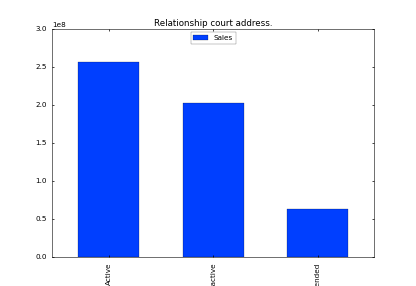 Relationship court address.
1e8
Sales
3.0
2.5
2.0
1.5
1.0
0.5
0.0
Active
active
ended